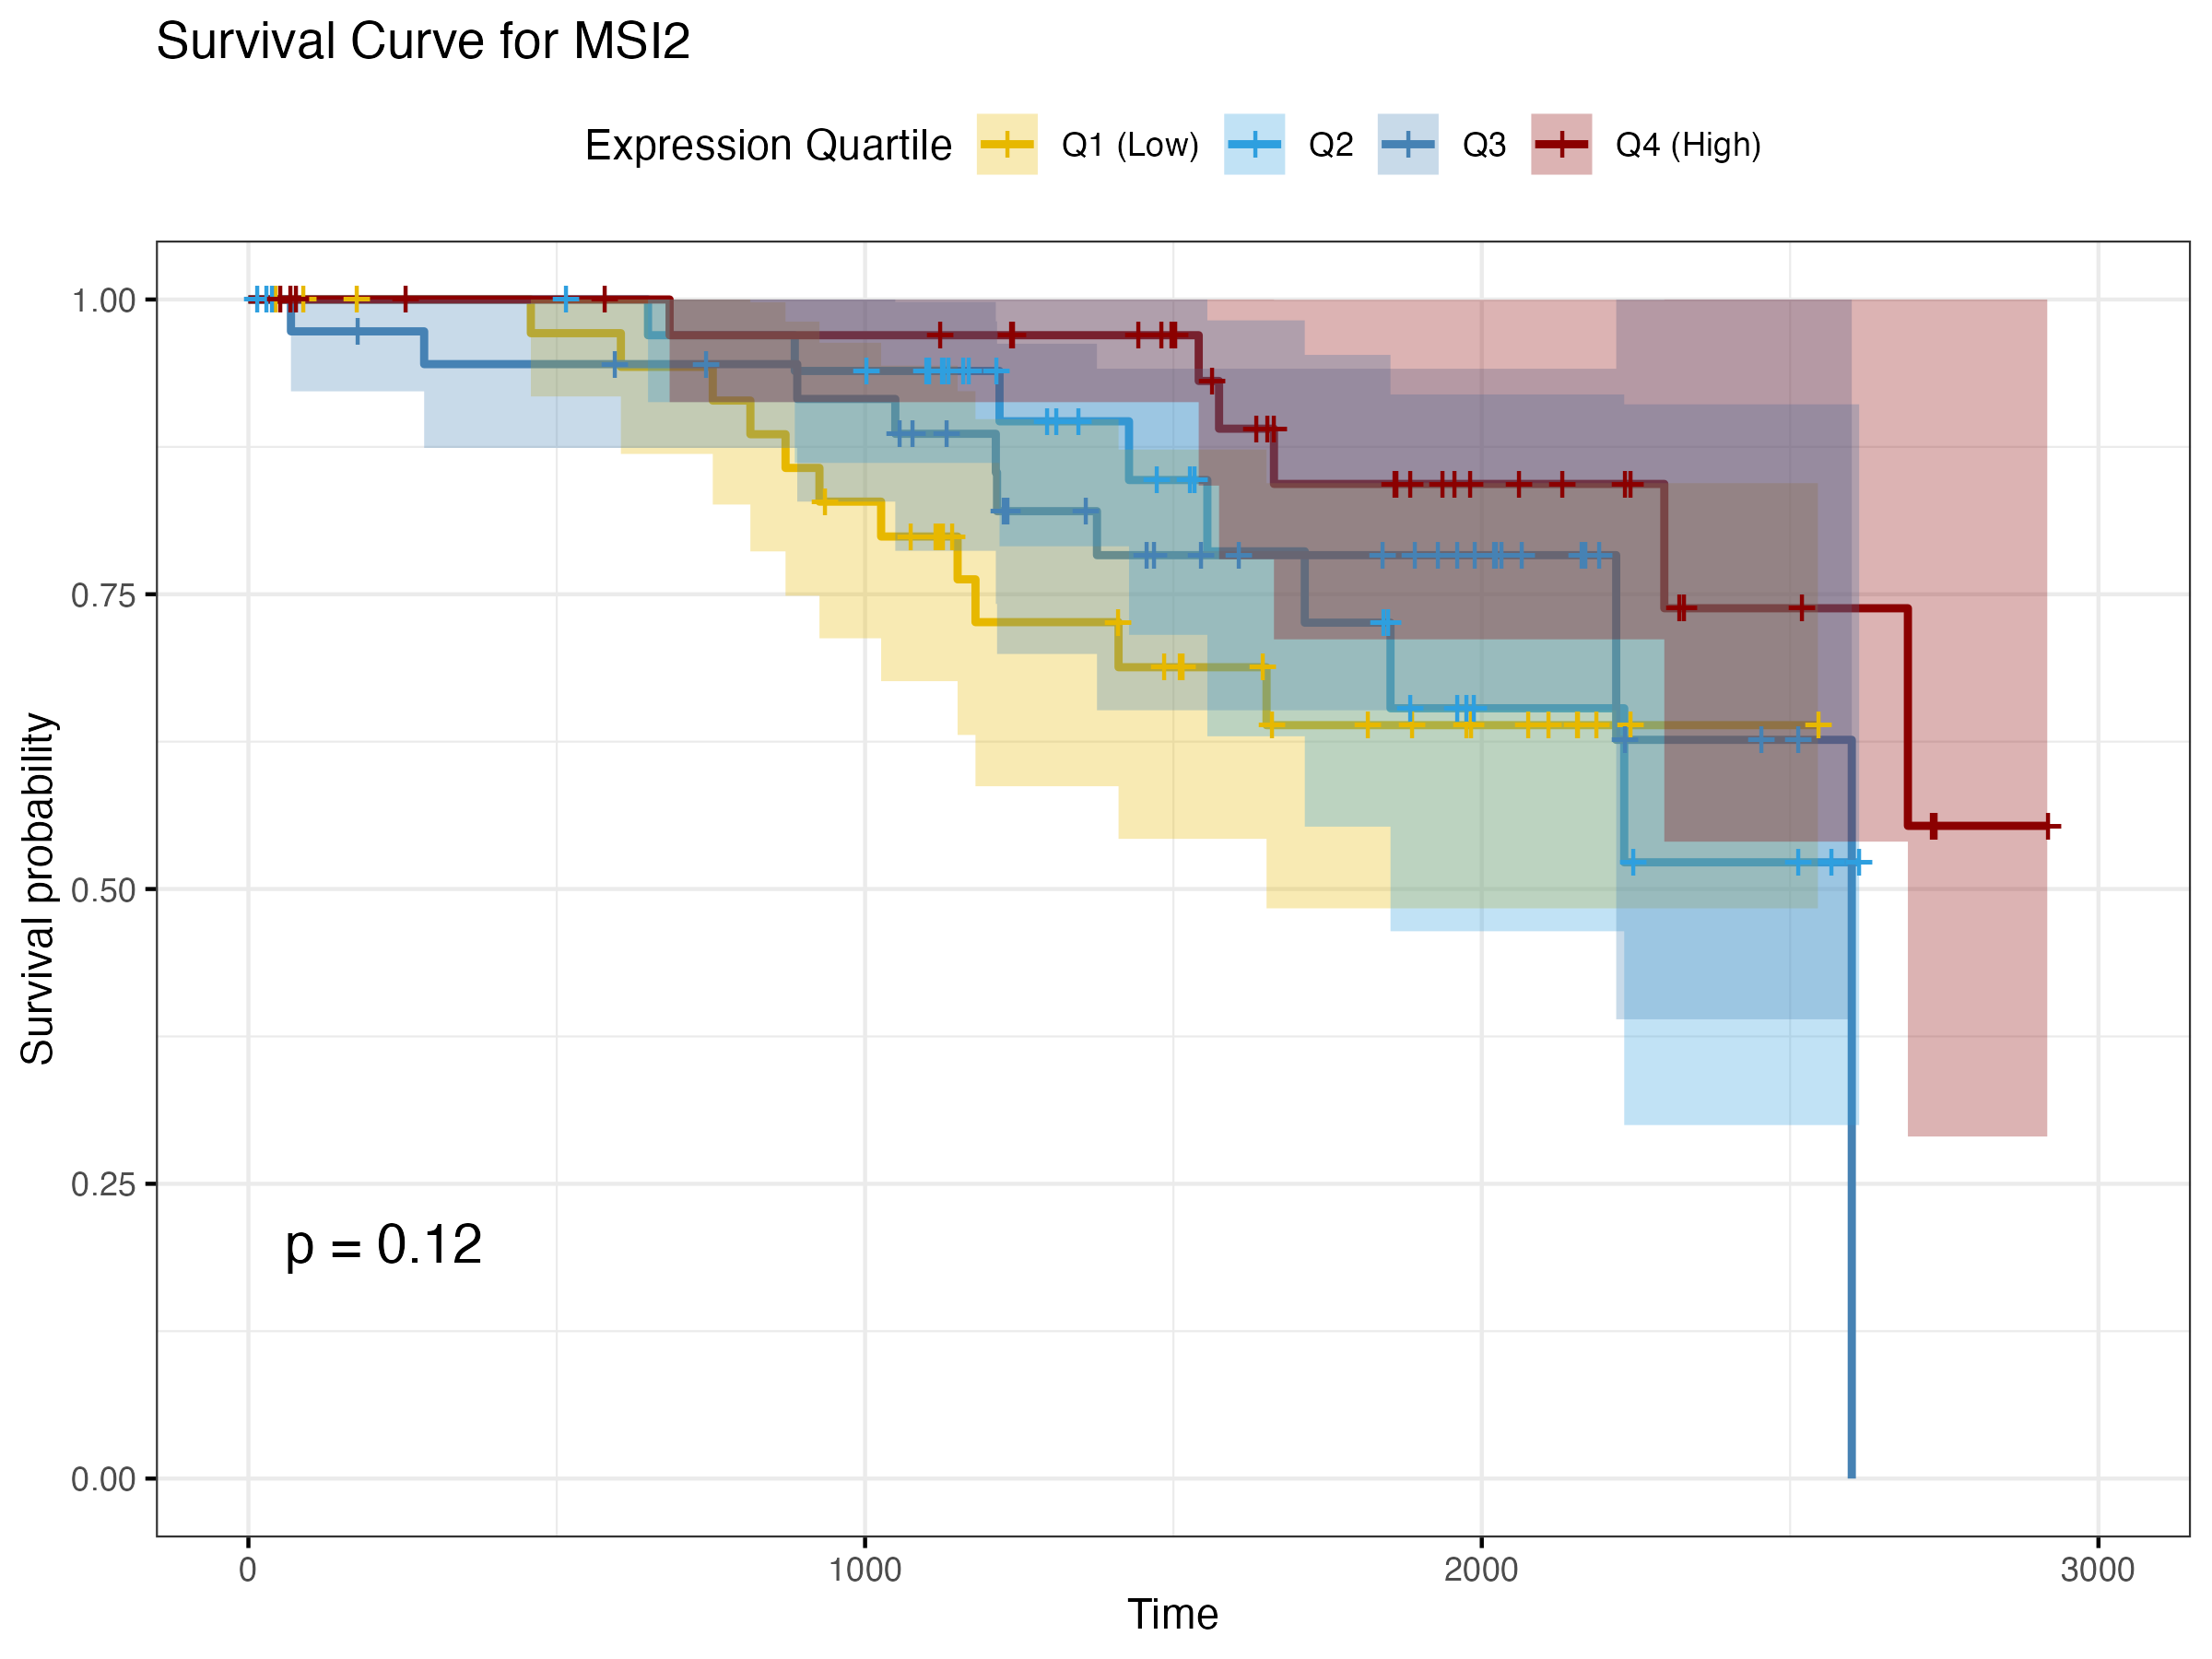 Survival Curve for MSI2
Expression Quartile Q1 (Low) Q2 Q3 Q4 (High)
Survival probability
1.00
0.75
0.50
0.25
0.00
p = 0.12
0 1000 2000 3000
Time